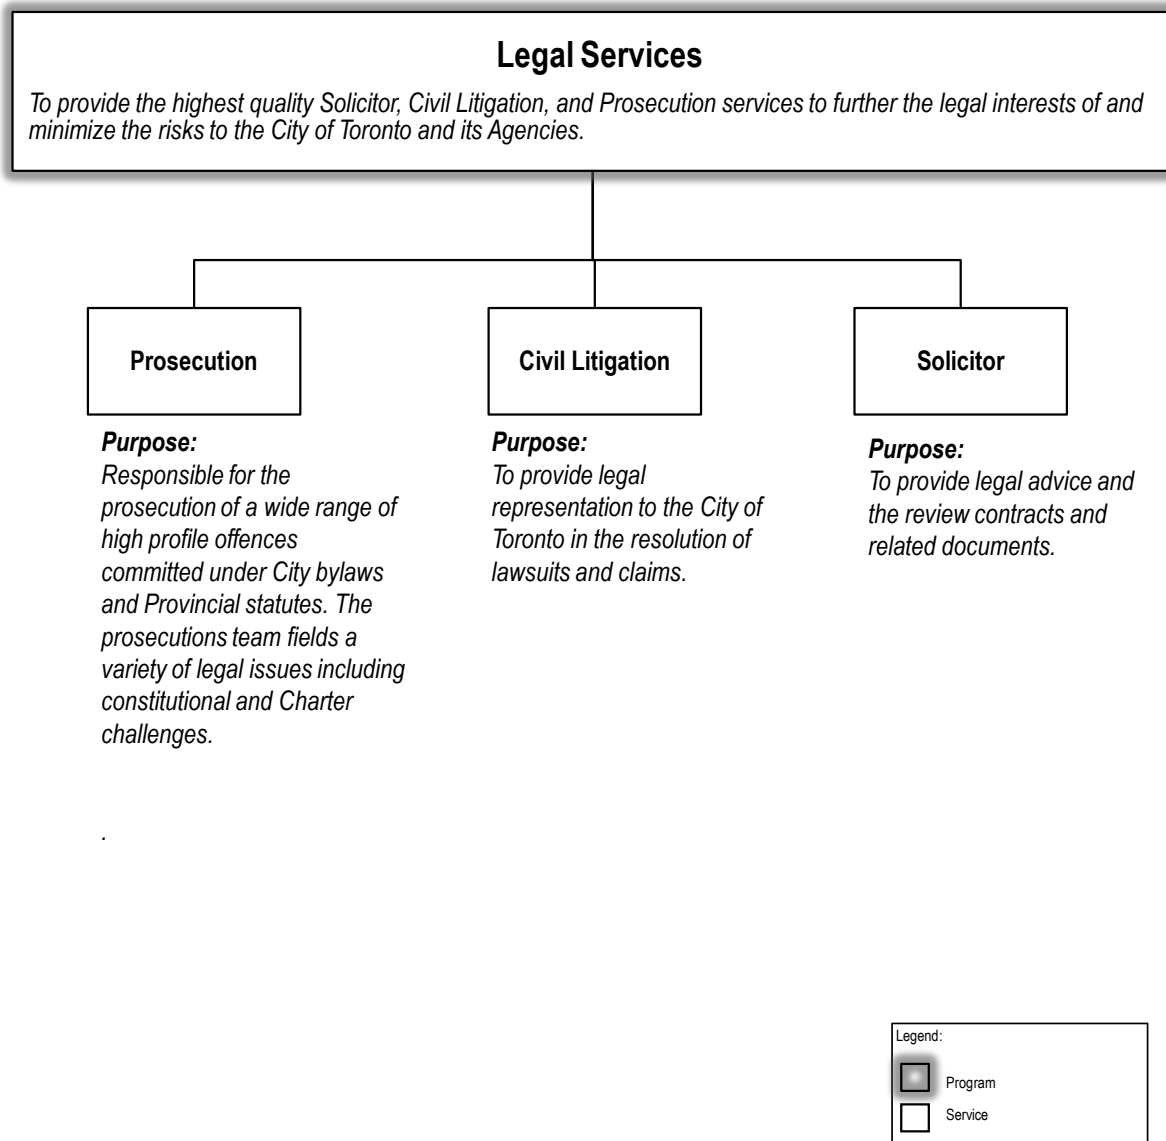 Legal Services
To provide the highest quality Solicitor, Civil Litigation, and Prosecution services to further the legal interests of and
minimize the risks to the City of Toronto and its Agencies.
Prosecution
Purpose:
Responsible for the
prosecution of a wide range of
high profile offences
committed under City bylaws
and Provincial statutes. The
prosecutions team fields a
variety of legal issues including
constitutional and Charter
challenges.
.
Civil Litigation
Purpose:
To provide legal
representation to the City of
Toronto in the resolution of
lawsuits and claims.
Solicitor
Purpose:
To provide legal advice and
the review contracts and
related documents.
Legend:
Program
Service